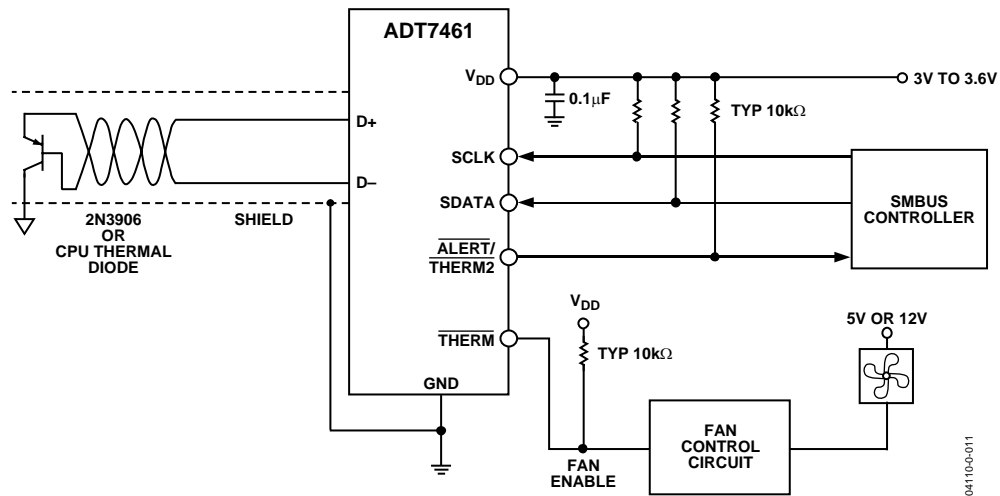 ADT7461
VDD
3V TO 3.6V
0.1μF
TYP 10kΩ
D+
SCLK
D–
SDATA
SMBUS
CONTROLLER
2N3906
OR
CPU THERMAL
DIODE
SHIELD
ALERT/
THERM2
VDD
5V OR 12V
THERM
TYP 10kΩ
GND
FAN
CONTROL
CIRCUIT
FAN
ENABLE
04110-0-011